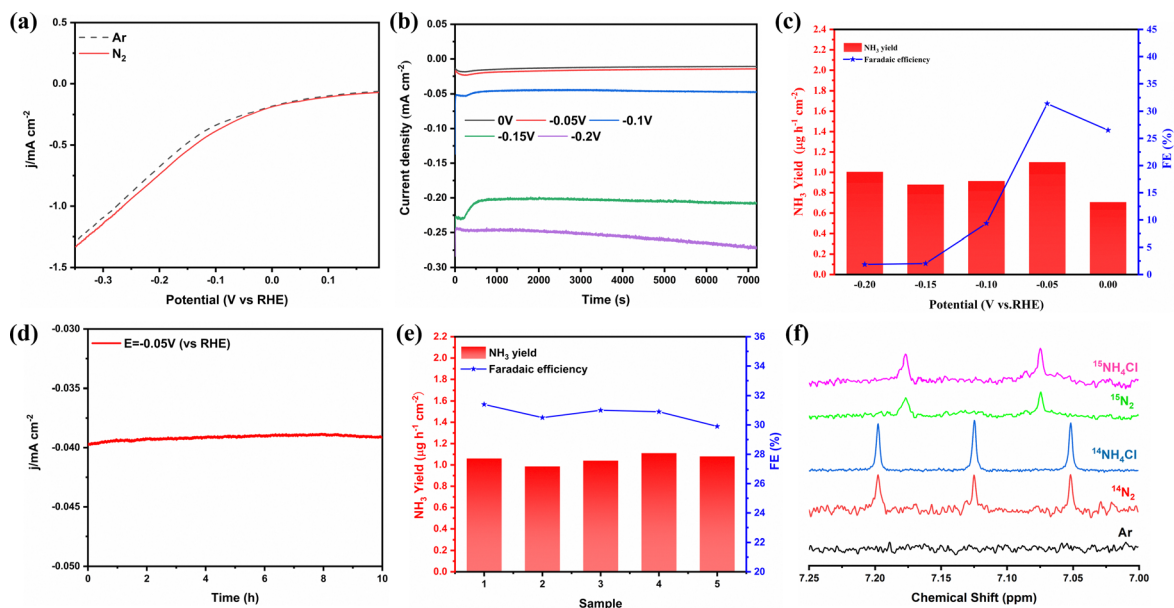 (a)
0.5
0.0
-0.5
-1.0
-1.5
j/mA cm⁻²
Ar
N₂
-0.3 -0.2 -0.1 0.0 0.1
Potential (V vs RHE)
(b)
0.00
-0.05
-0.10
-0.15
-0.20
-0.25
-0.30
Current density (mA cm⁻²)
0V -0.05V -0.1V
-0.15V -0.2V
0 1000 2000 3000 4000 5000 6000 7000
Time (s)
(c)
2.4
2.2
2.0
1.8
1.6
1.4
1.2
1.0
0.8
0.6
0.4
0.2
0.0
NH₃ Yield (μg h⁻¹ cm⁻²)
NH₃ yield
Faradaic efficiency
45
40
35
30
25
20
15
10
5
0
FE (%)
-0.20 -0.15 -0.10 -0.05 0.00
Potential (V vs.RHE)
(d)
-0.030
-0.035
-0.040
-0.045
-0.050
j/mA cm⁻²
E=-0.05V (vs RHE)
0 2 4 6 8 10
Time (h)
(e)
2.2
2.0
1.8
1.6
1.4
1.2
1.0
0.8
0.6
0.4
0.2
0.0
NH₃ Yield (μg h⁻¹ cm⁻²)
NH₃ yield
Faradaic efficiency
36
34
32
30
28
26
24
22
20
FE (%)
1 2 3 4 5
Sample
(f)
¹⁵NH₄Cl
¹⁵N₂
¹⁴NH₄Cl
¹⁴N₂
Ar
7.25 7.20 7.15 7.10 7.05 7.00
Chemical Shift (ppm)